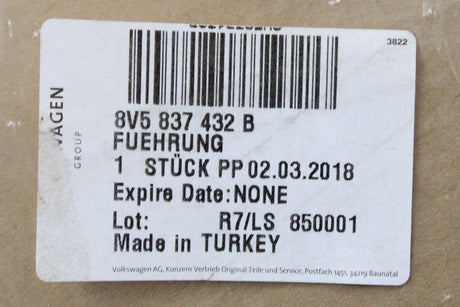 3822
8V5 837 432 B
FUEHRUNG
1 STÜCK PP 02.03.2018
Expire Date:NONE
Lot: R7/LS 850001
Made in TURKEY
Volkswagen AG, Konzern Vertrieb Original Teile und Service, Postfach 1451, 34219 Baunatal
GROUP